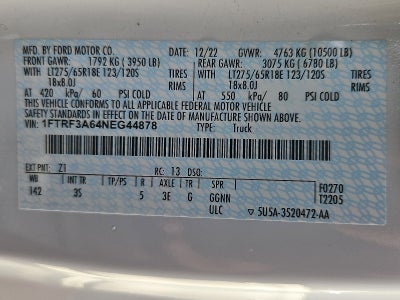 MFD. BY FORD MOTOR CO. 12/22 GVWR: 4763 KG (10500 LB)
FRONT GAWR: 1792 KG ( 3950 LB) REAR GAWR: 3075 KG ( 6780 LB)
WITH LT275/65R18E 123/120S TIRES WITH LT275/65R18E 123/120S TIRES
18x8.0J RIMS 18x8.0J RIMS
AT 420 kPa/ 60 PSI COLD AT 550 kPa/ 80 PSI COLD
THIS VEHICLE CONFORMS TO ALL APPLICABLE FEDERAL MOTOR VEHICLE
SAFETY STANDARDS IN EFFECT ON THE DATE OF MANUFACTURE SHOWN ABOVE.
VIN: 1FTRF3A64NEG44878 TYPE: Truck
EXT PNT: Z1 RC: 13 DSO: F0270
WB INT TR TP/PS R AXLE TR SPR T2205
142 3S 5 3E G GGNN
ULC ▽ 5U5A-3520472-AA